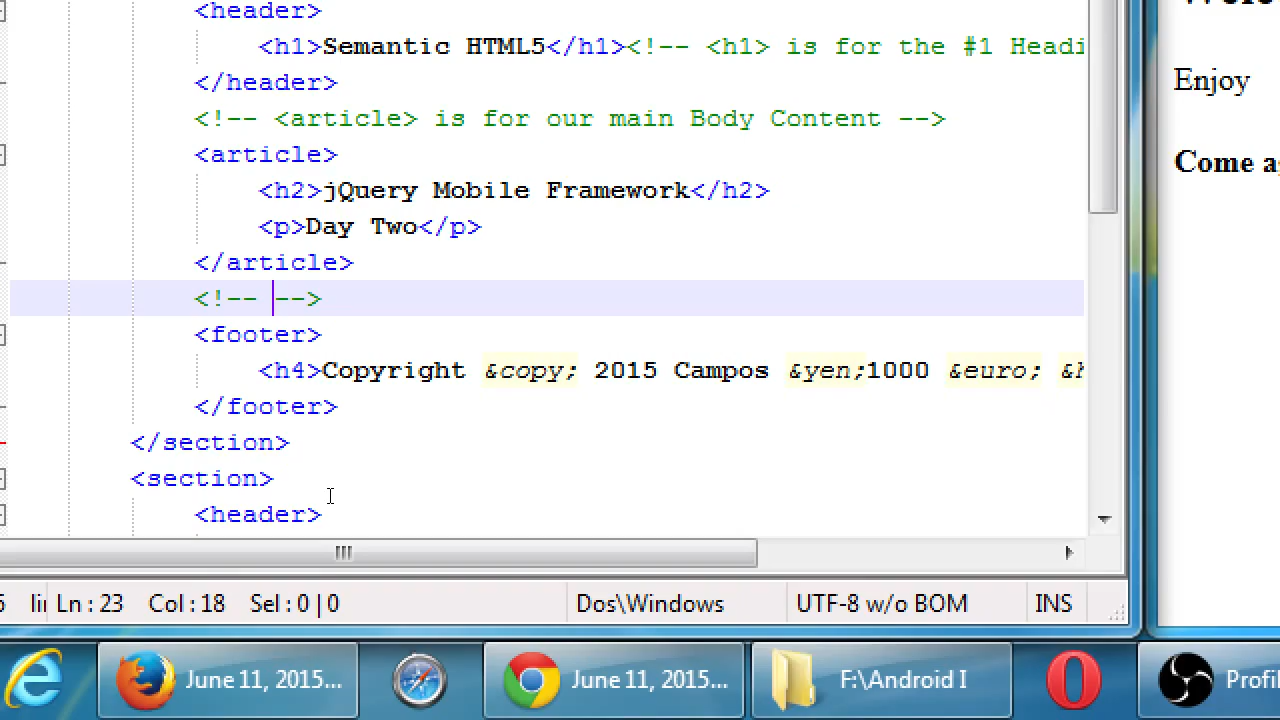 <header>
<h1>Semantic HTML5</h1><!-- <h1> is for the #1 Headi
</header>
<!-- <article> is for our main Body Content -->
<article>
<h2>jQuery Mobile Framework</h2>
<p>Day Two</p>
</article>
<!-- -->
<footer>
<h4>Copyright &copy; 2015 Campos &yen;1000 &euro; &h
</footer>
</section>
<section>
<header>
Enjoy
Come a
Ln : 23 Col : 18 Sel : 0 | 0 Dos\Windows UTF-8 w/o BOM INS
June 11, 2015... June 11, 2015... F:\Android I Profil